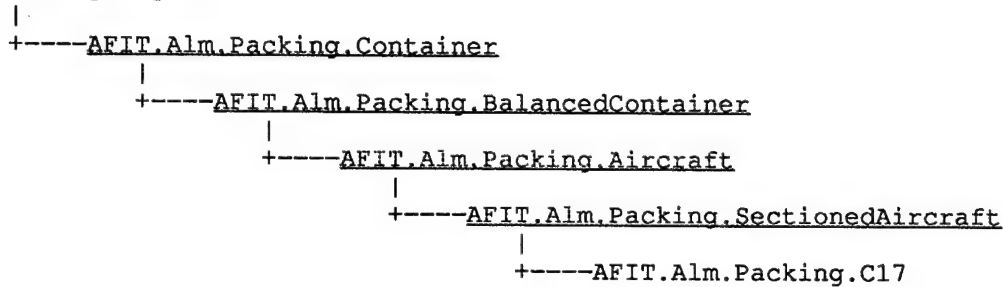 |
+----AFIT.Alm.Packing.Container
|
+----AFIT.Alm.Packing.BalancedContainer
|
+----AFIT.Alm.Packing.Aircraft
|
+----AFIT.Alm.Packing.SectionedAircraft
|
+----AFIT.Alm.Packing.C17